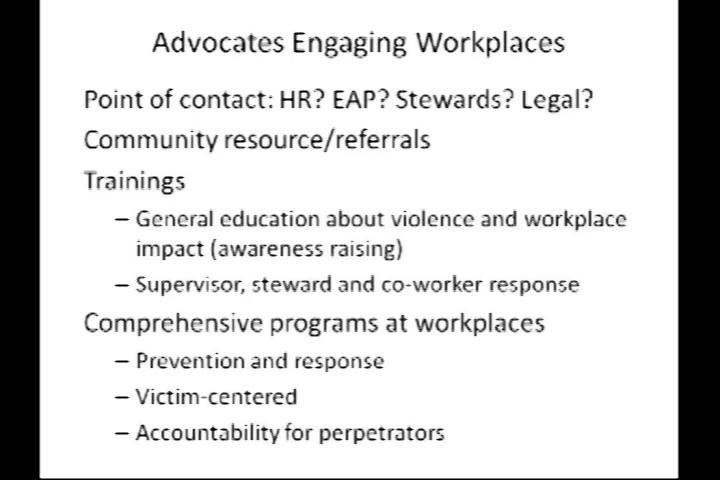 Advocates Engaging Workplaces
Point of contact: HR? EAP? Stewards? Legal?
Community resource/referrals
Trainings
– General education about violence and workplace
impact (awareness raising)
– Supervisor, steward and co-worker response
Comprehensive programs at workplaces
– Prevention and response
– Victim-centered
– Accountability for perpetrators